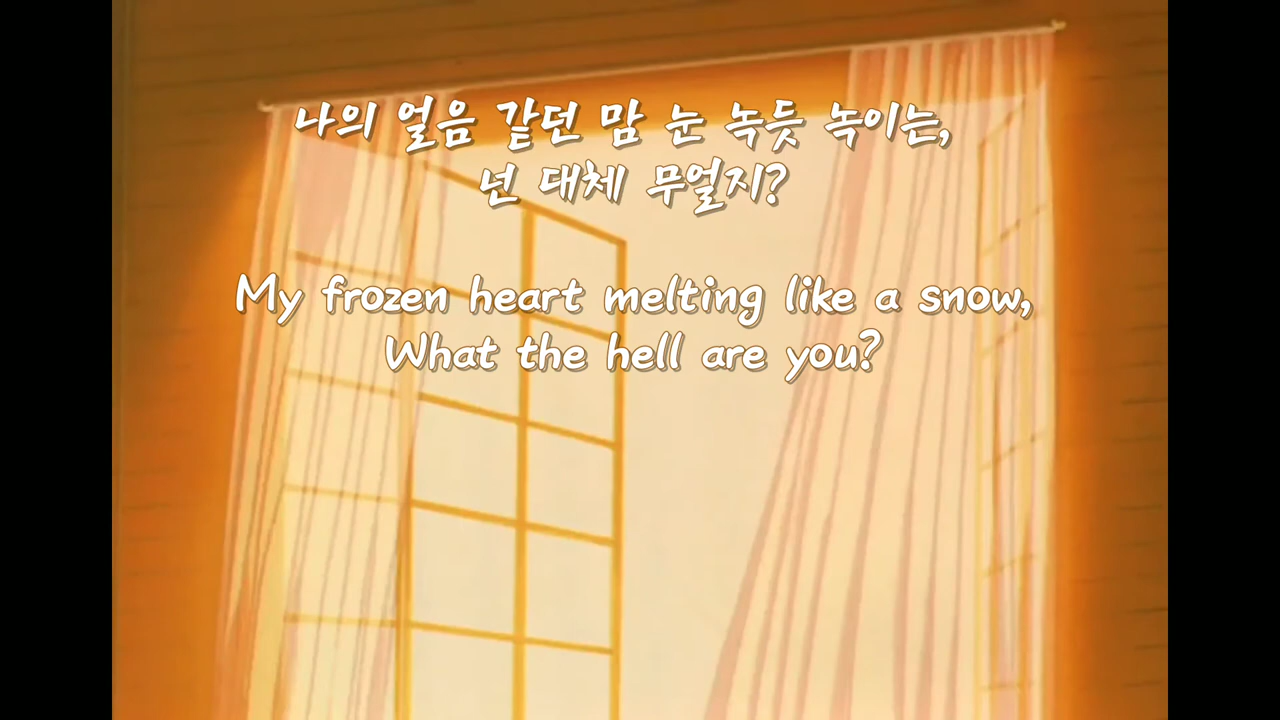 나의 얼음 같던 맘 눈 녹듯 녹이는,
넌 대체 무얼지?
My frozen heart melting like a snow,
What the hell are you?